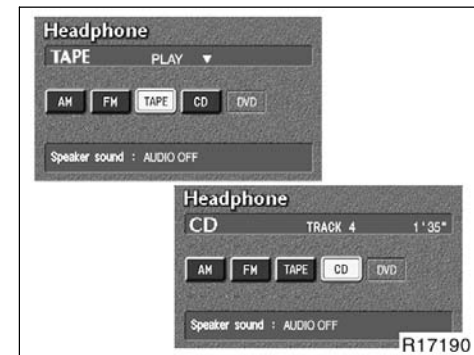 Headphone
TAPE PLAY ▼
AM FM TAPE CD DVD
Speaker sound : AUDIO OFF
Headphone
CD TRACK 4 1'35"
AM FM TAPE CD DVD
Speaker sound : AUDIO OFF
R17190